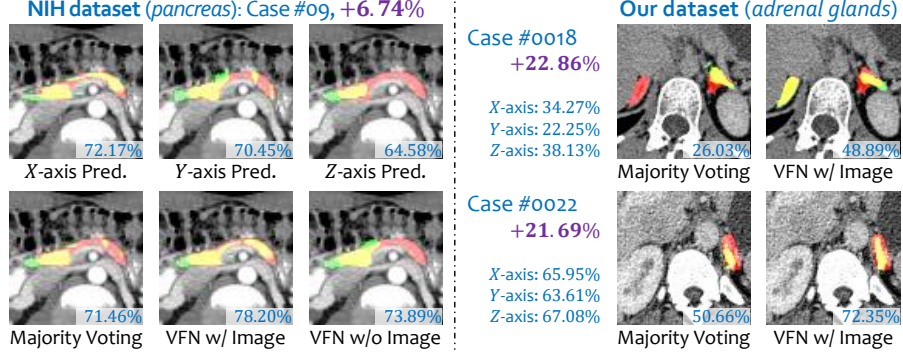 NIH dataset (pancreas): Case #09, +6.74%
72.17%
70.45%
64.58%
X-axis Pred.
Y-axis Pred.
Z-axis Pred.
71.46%
78.20%
73.89%
Majority Voting
VFN w/ Image
VFN w/o Image
Our dataset (adrenal glands)
Case #0018
+22.86%
X-axis: 34.27%
Y-axis: 22.25%
Z-axis: 38.13%
26.03%
48.89%
Majority Voting
VFN w/ Image
Case #0022
+21.69%
X-axis: 65.95%
Y-axis: 63.61%
Z-axis: 67.08%
50.66%
72.35%
Majority Voting
VFN w/ Image